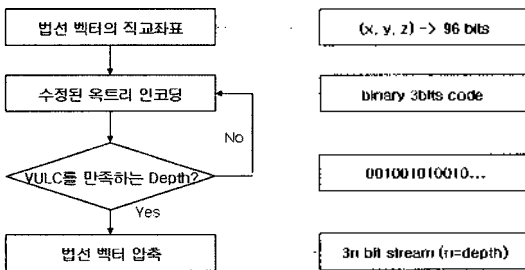 법선 벡터의 직교좌표
(x, y, z) -> 96 bits
수정된 옥트리 인코딩
binary 3bits code
No
VULC를 만족하는 Depth?
001001010010...
Yes
법선 벡터 압축
3n bit stream (n=depth)